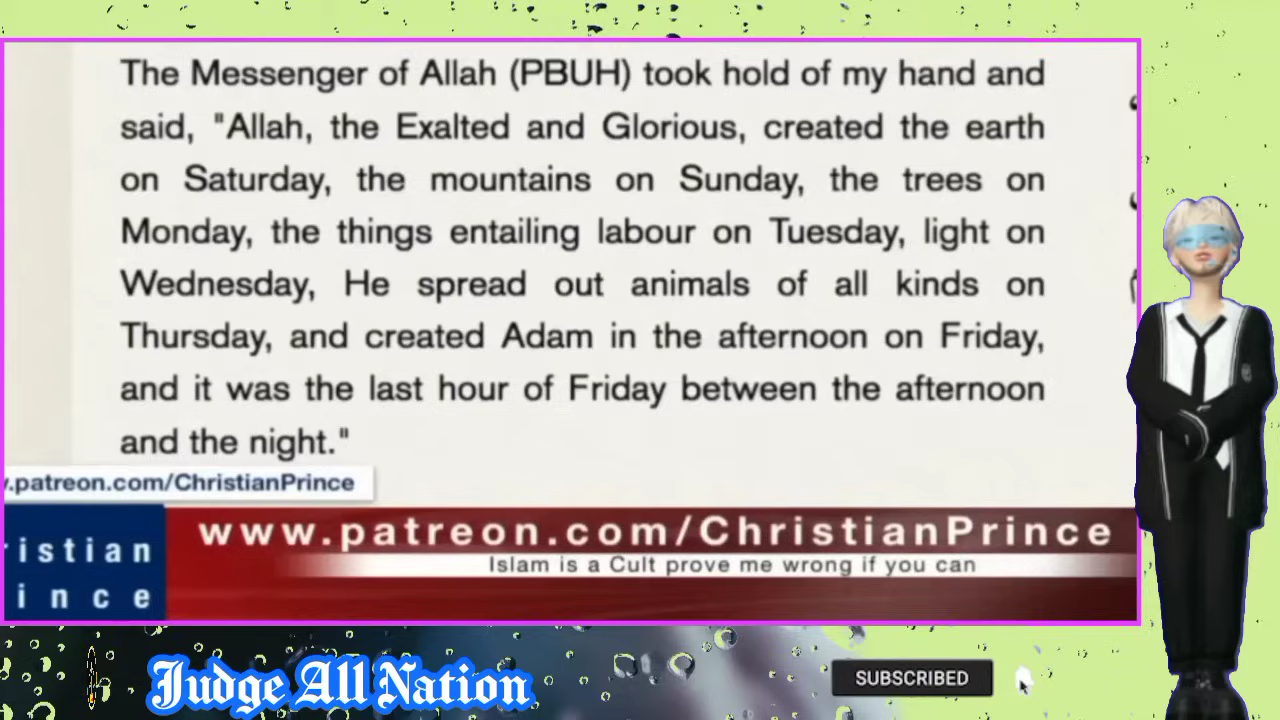 The Messenger of Allah (PBUH) took hold of my hand and
said, "Allah, the Exalted and Glorious, created the earth
on Saturday, the mountains on Sunday, the trees on
Monday, the things entailing labour on Tuesday, light on
Wednesday, He spread out animals of all kinds on
Thursday, and created Adam in the afternoon on Friday,
and it was the last hour of Friday between the afternoon
and the night."
.patreon.com/ChristianPrince
ristian
ince
www.patreon.com/ChristianPrince
Islam is a Cult prove me wrong if you can
Judge All Nation
SUBSCRIBED